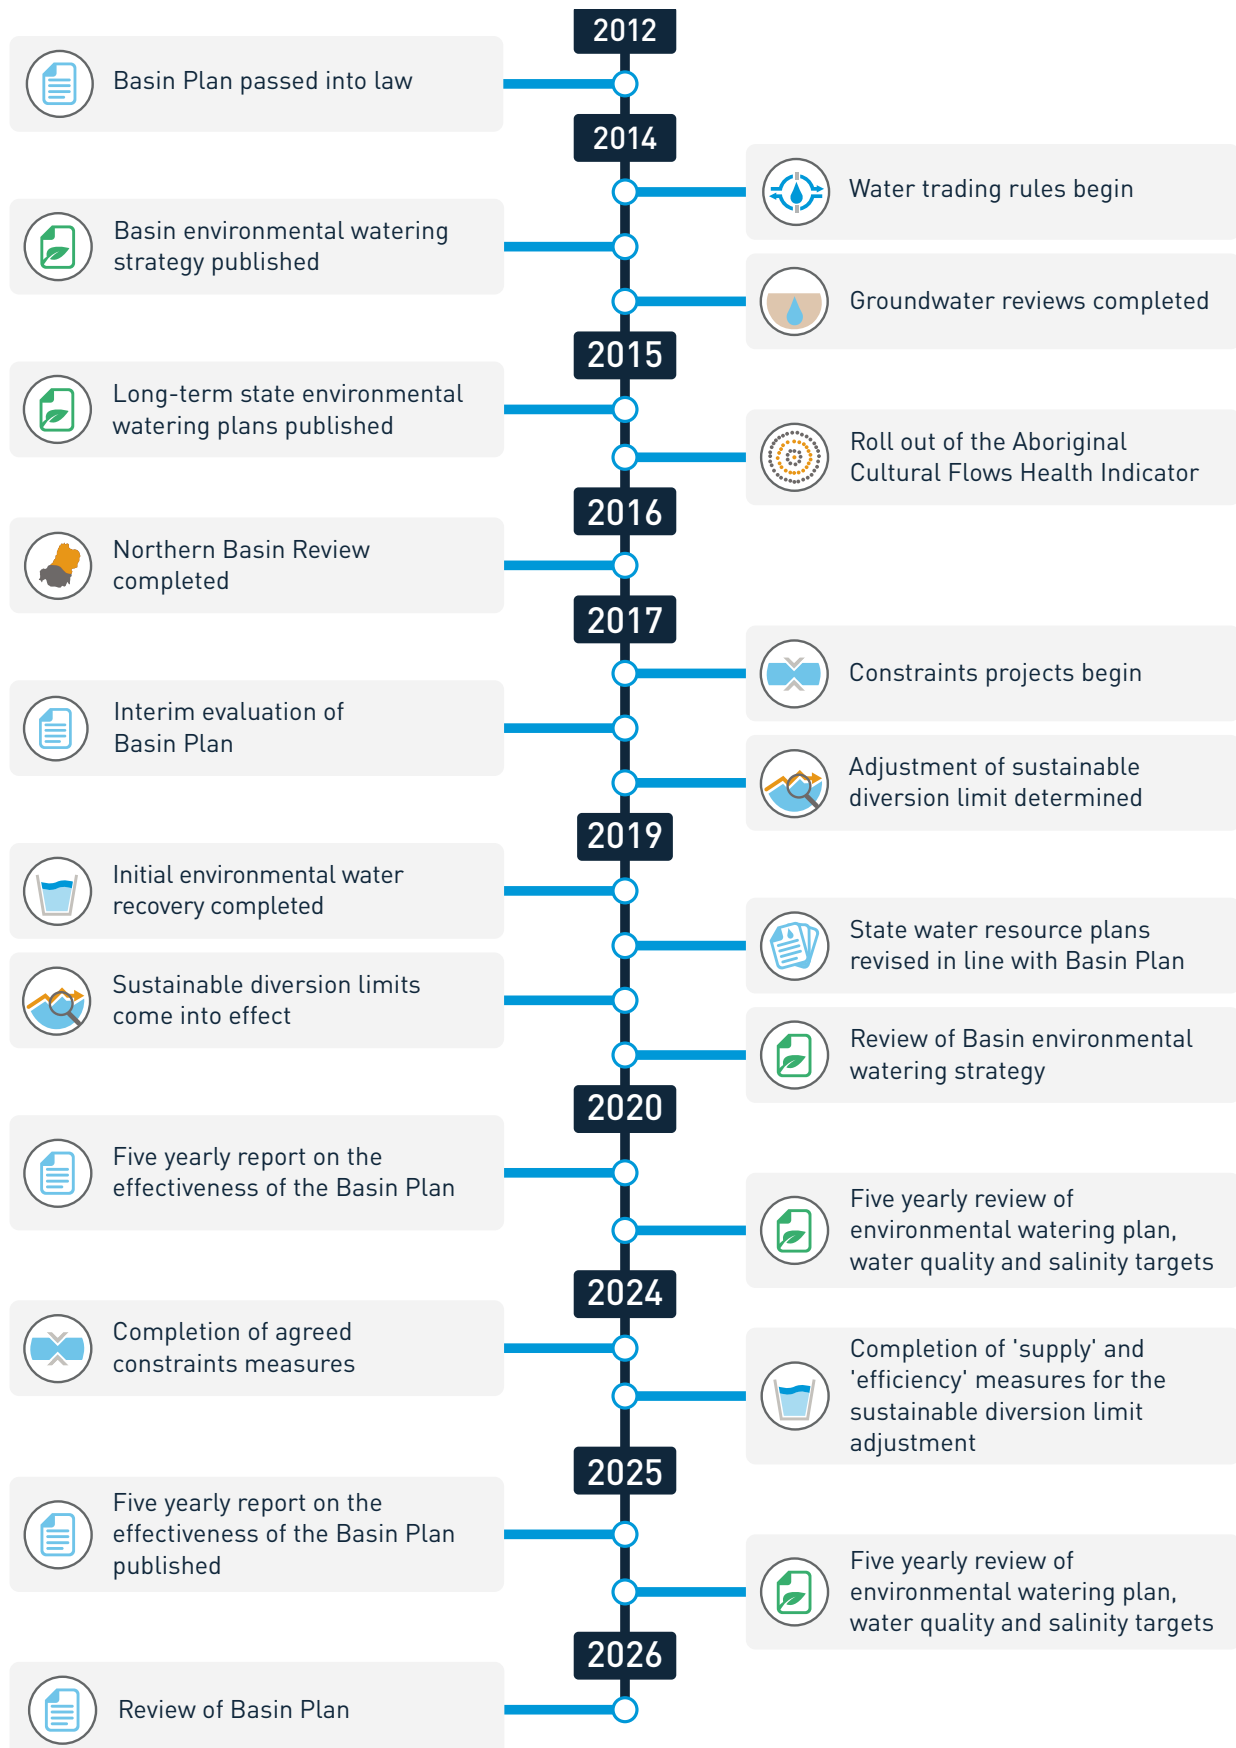 2012
Basin Plan passed into law
2014
Water trading rules begin
Basin environmental watering
strategy published
Groundwater reviews completed
2015
Long-term state environmental
watering plans published
Roll out of the Aboriginal
Cultural Flows Health Indicator
2016
Northern Basin Review
completed
2017
Constraints projects begin
Interim evaluation of
Basin Plan
Adjustment of sustainable
diversion limit determined
2019
Initial environmental water
recovery completed
State water resource plans
revised in line with Basin Plan
Sustainable diversion limits
come into effect
Review of Basin environmental
watering strategy
2020
Five yearly report on the
effectiveness of the Basin Plan
Five yearly review of
environmental watering plan,
water quality and salinity targets
2024
Completion of agreed
constraints measures
Completion of 'supply' and
'efficiency' measures for the
sustainable diversion limit
adjustment
2025
Five yearly report on the
effectiveness of the Basin Plan
published
Five yearly review of
environmental watering plan,
water quality and salinity targets
2026
Review of Basin Plan